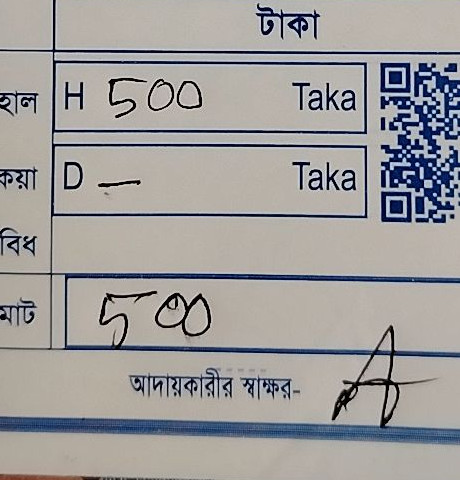 টাকা
হাল H 500 Taka
কয়া D — Taka
বিধ
মাট 500
আদায়কারীর স্বাক্ষর-